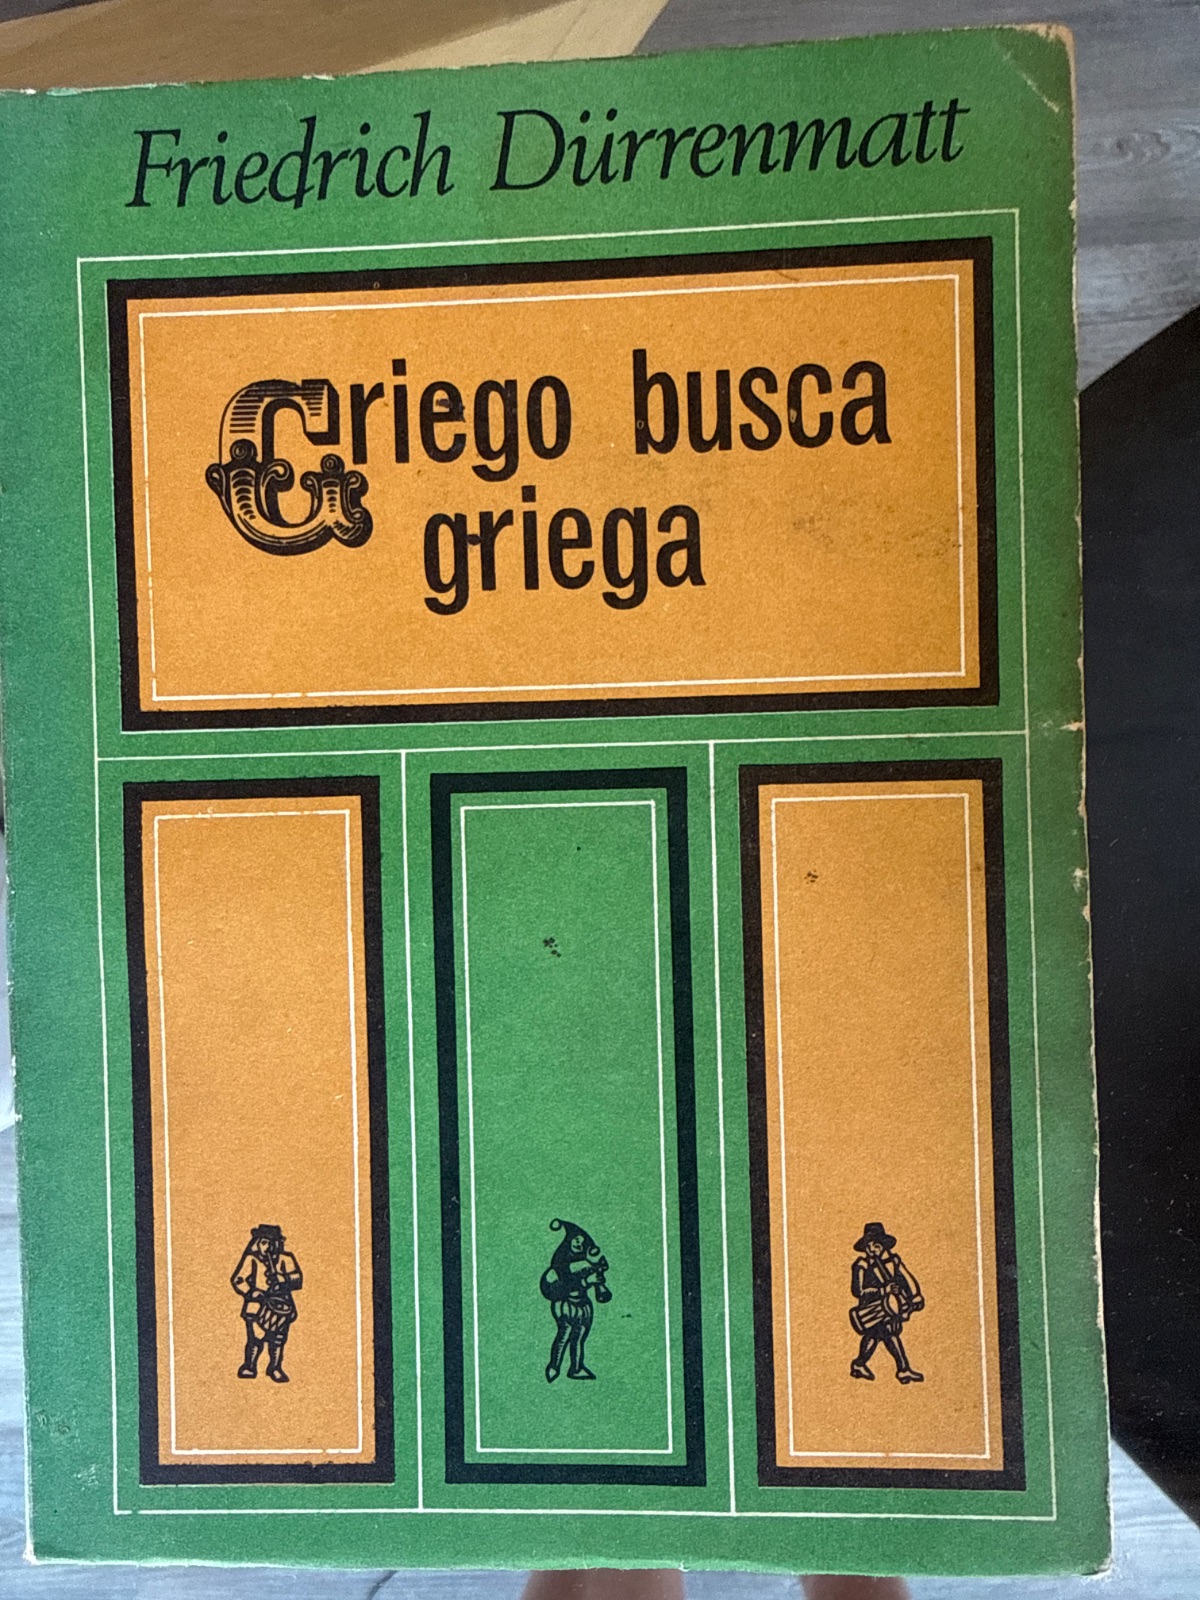 Friedrich Dürrenmatt
Griego busca
griega